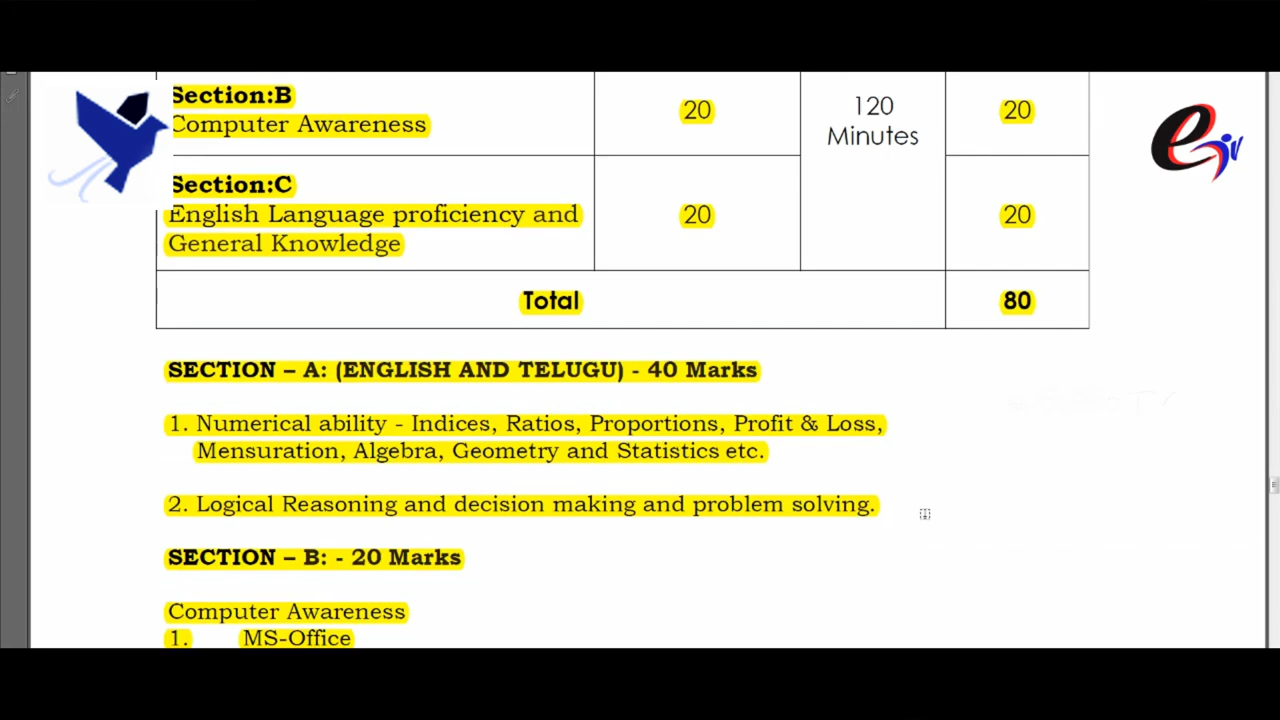 Section:B
Computer Awareness
20
120
Minutes
20
Section:C
English Language proficiency and
General Knowledge
20
20
Total
80
SECTION – A: (ENGLISH AND TELUGU) - 40 Marks
1. Numerical ability - Indices, Ratios, Proportions, Profit & Loss,
Mensuration, Algebra, Geometry and Statistics etc.
2. Logical Reasoning and decision making and problem solving.
SECTION – B: - 20 Marks
Computer Awareness
1. MS-Office